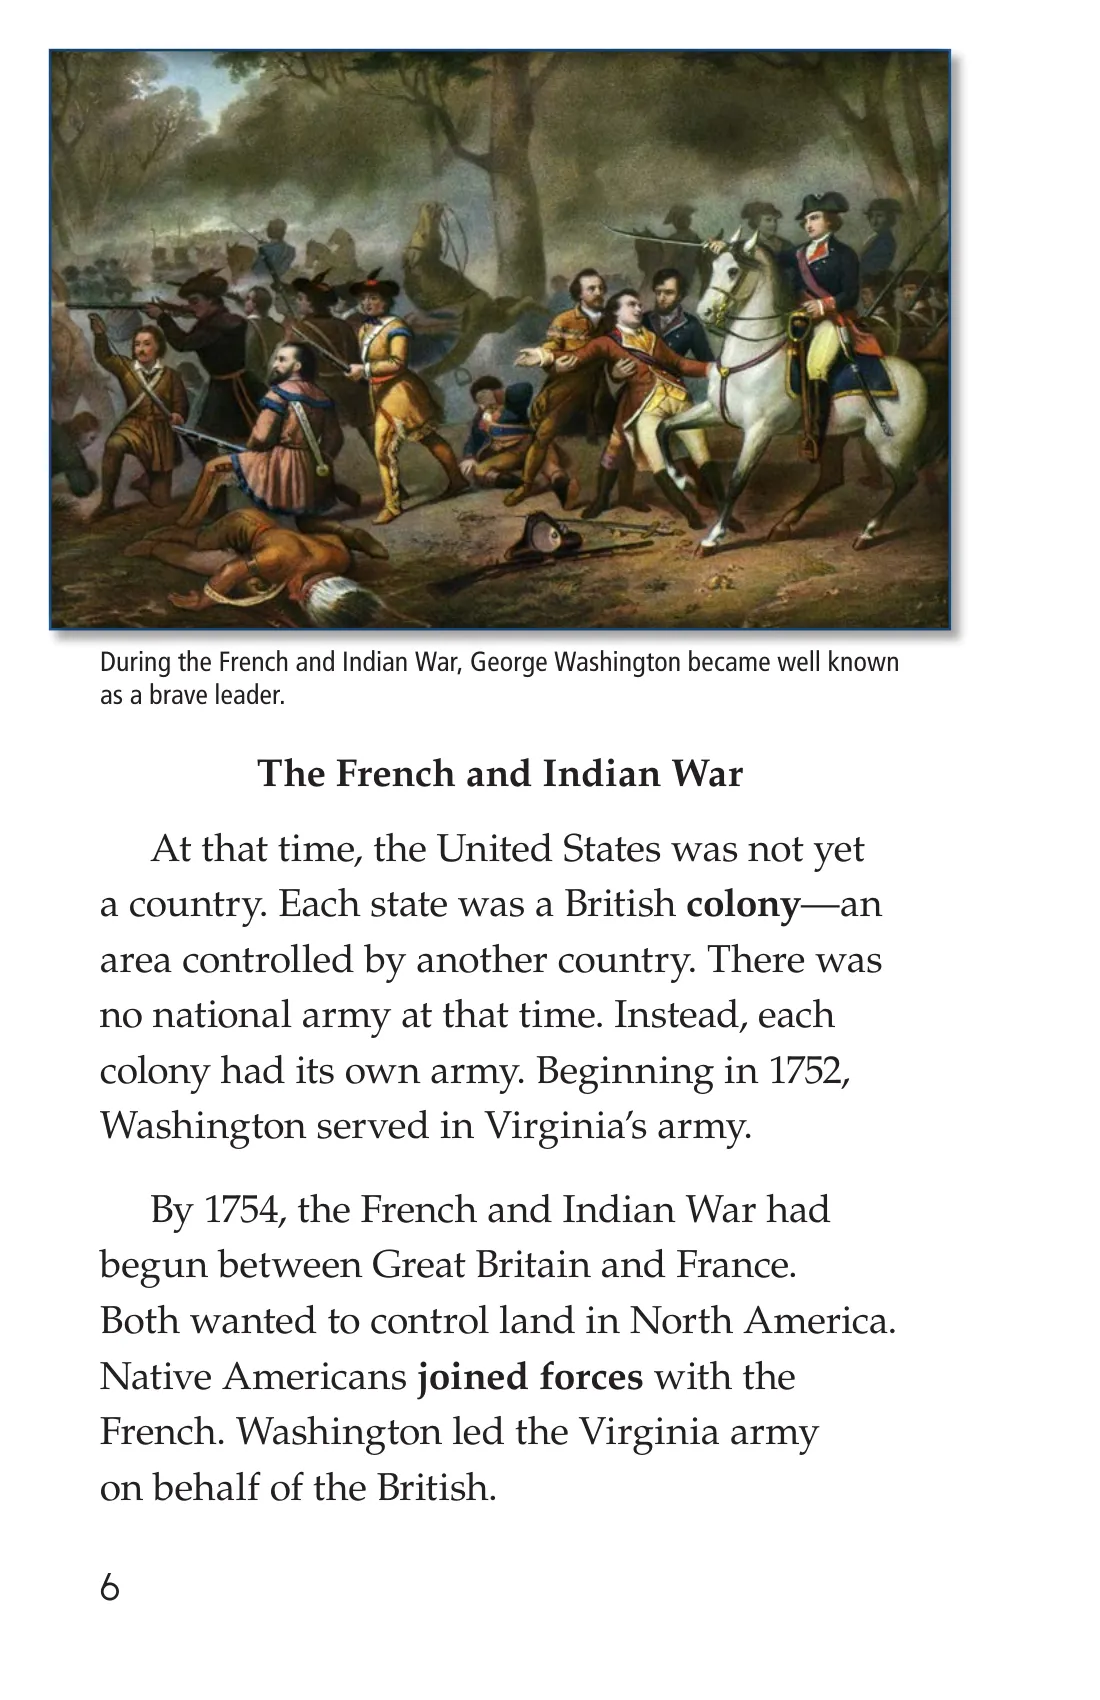 During the French and Indian War, George Washington became well known
as a brave leader.
The French and Indian War
At that time, the United States was not yet
a country. Each state was a British colony—an
area controlled by another country. There was
no national army at that time. Instead, each
colony had its own army. Beginning in 1752,
Washington served in Virginia’s army.
By 1754, the French and Indian War had
begun between Great Britain and France.
Both wanted to control land in North America.
Native Americans joined forces with the
French. Washington led the Virginia army
on behalf of the British.
6